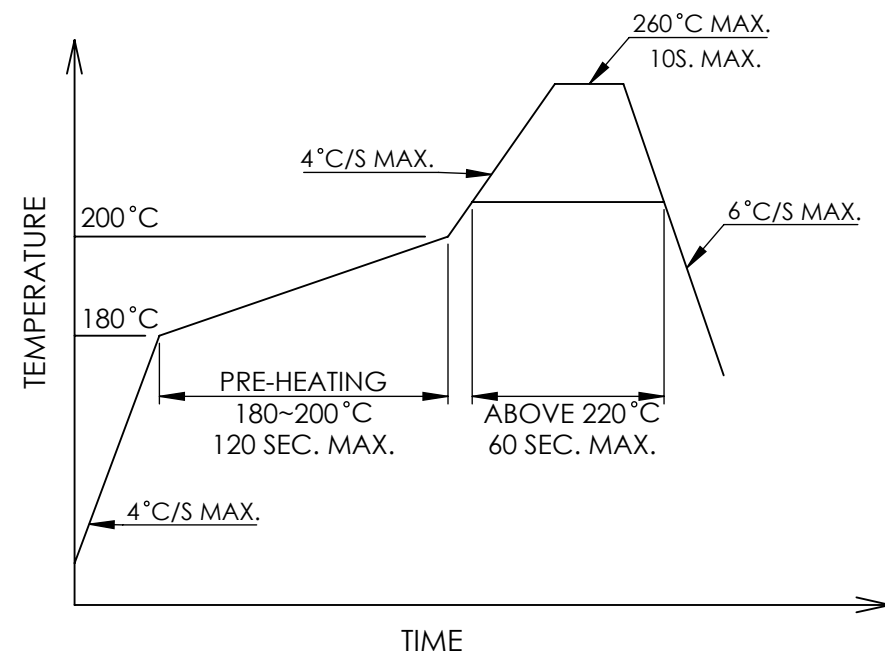 260°C MAX.
10S. MAX.
4°C/S MAX.
200°C
6°C/S MAX.
180°C
TEMPERATURE
PRE-HEATING
180~200°C
120 SEC. MAX.
ABOVE 220°C
60 SEC. MAX.
4°C/S MAX.
TIME